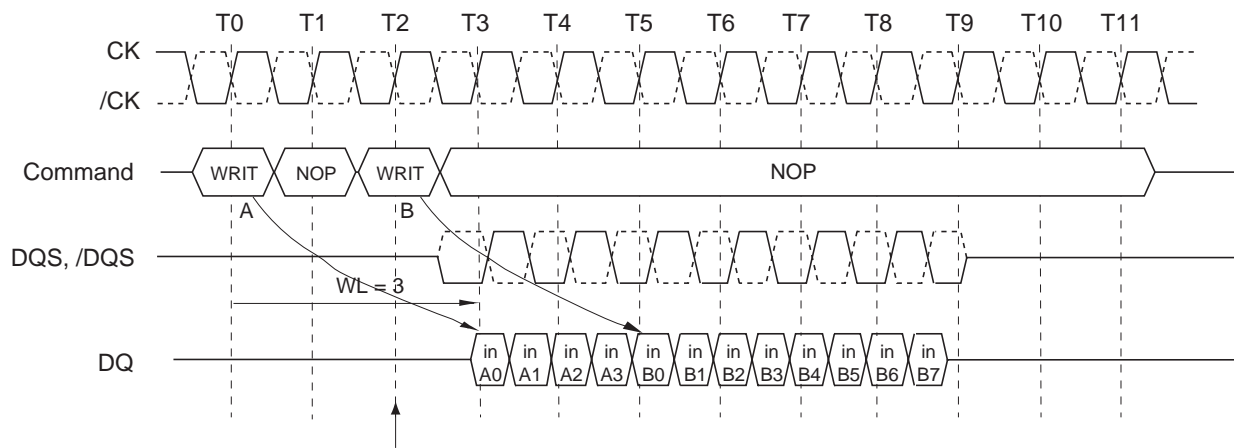 T0 T1 T2 T3 T4 T5 T6 T7 T8 T9 T10 T11
CK
/CK
Command WRIT NOP WRIT NOP
A B
DQS, /DQS
WL = 3
DQ in in in in in in in in in in in in
A0 A1 A2 A3 B0 B1 B2 B3 B4 B5 B6 B7